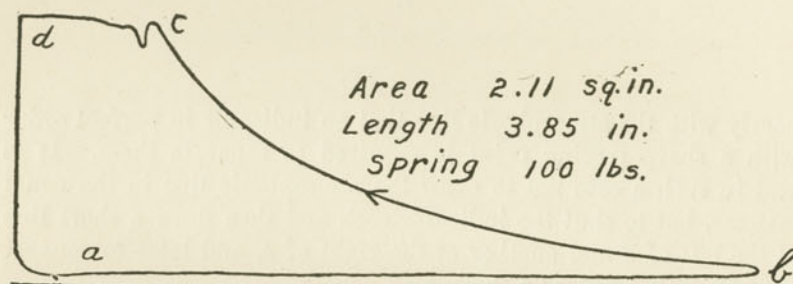 d
c
Area 2.11 sq.in.
Length 3.85 in.
Spring 100 lbs.
a
b